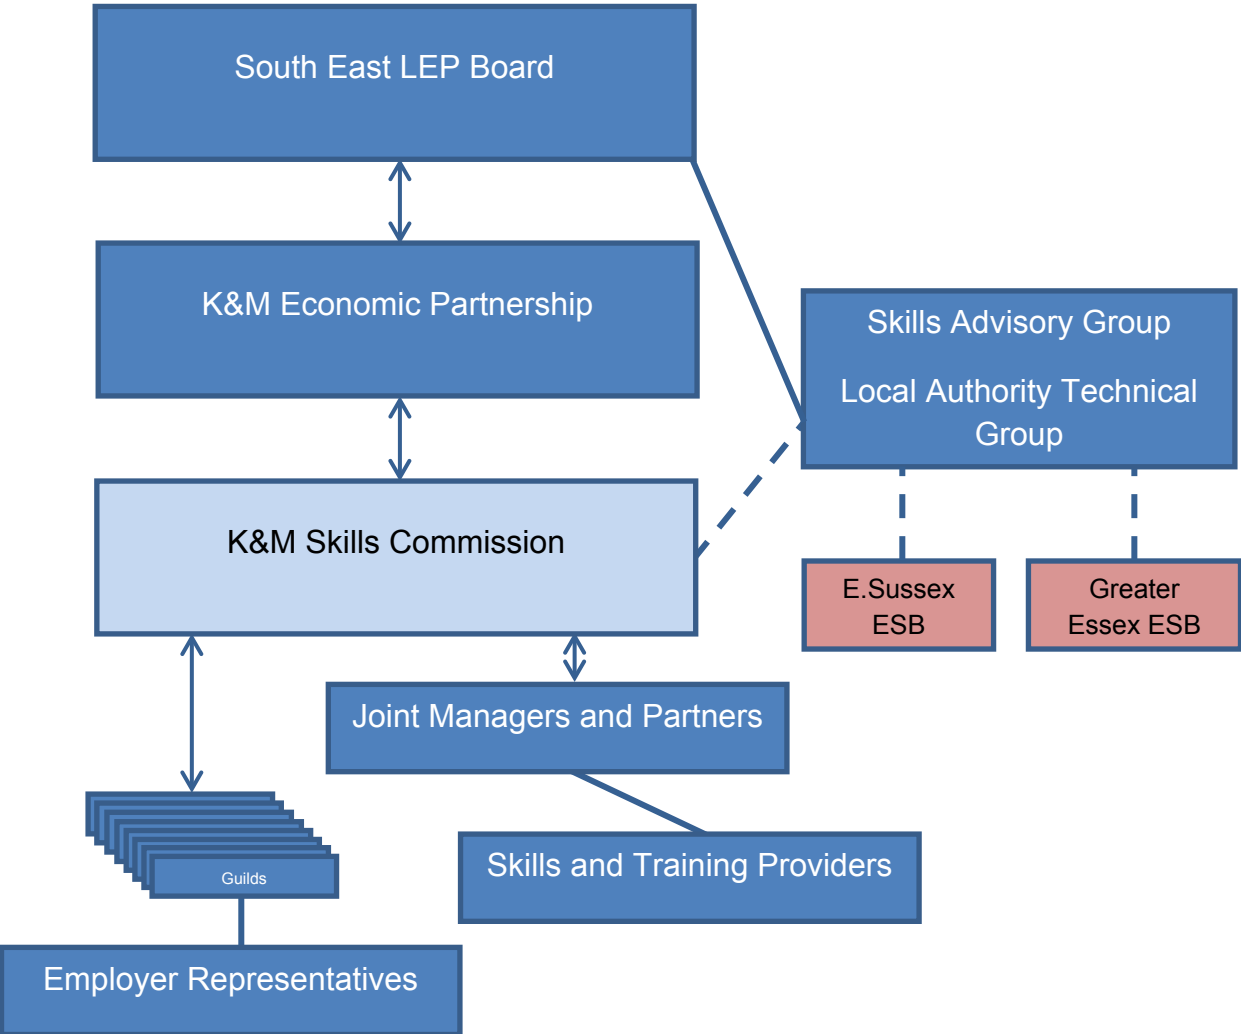 South East LEP Board
K&M Economic Partnership
Skills Advisory Group
Local Authority Technical
Group
K&M Skills Commission
E.Sussex
ESB
Greater
Essex ESB
Joint Managers and Partners
Skills and Training Providers
Guilds
Employer Representatives